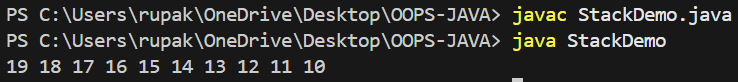 PS C:\Users\rupak\OneDrive\Desktop\OOPS-JAVA> javac StackDemo.java
PS C:\Users\rupak\OneDrive\Desktop\OOPS-JAVA> java StackDemo
19 18 17 16 15 14 13 12 11 10